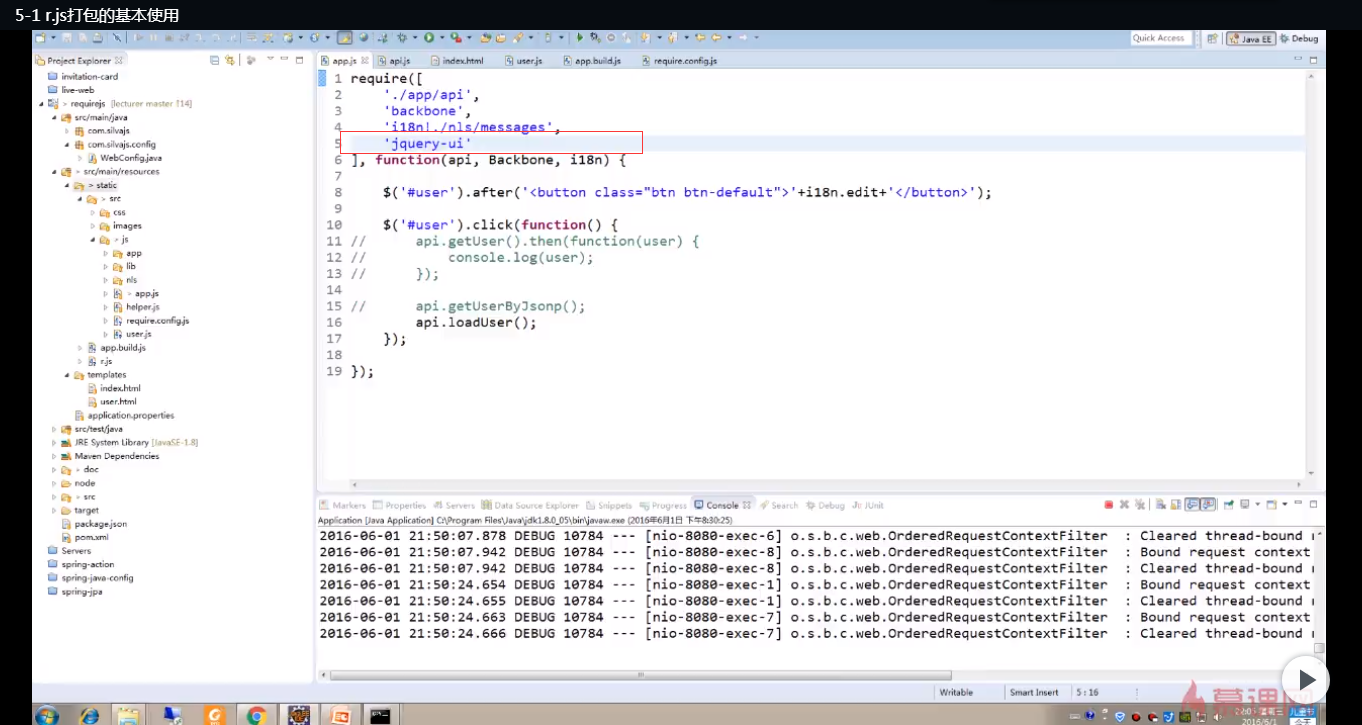 5-1 r.js打包的基本使用
Quick Access
Java EE
Debug
Project Explorer
invitation-card
live-web
> requirejs [lecturer master ↑14]
src/main/java
com.silvajs
com.silvajs.config
WebConfig.java
> src/main/resources
> static
> src
css
images
> js
app
lib
nls
> app.js
helper.js
require.config.js
user.js
app.build.js
r.js
templates
index.html
user.html
application.properties
src/test/java
JRE System Library [JavaSE-1.8]
Maven Dependencies
> doc
node
> src
target
package.json
pom.xml
Servers
spring-action
spring-java-config
spring-jpa
app.js api.js index.html user.js app.build.js require.config.js
1 require([
2 './app/api',
3 'backbone',
4 'i18n!./nls/messages',
5 'jquery-ui'
6 ], function(api, Backbone, i18n) {
7
8 $('#user').after('<button class="btn btn-default">'+i18n.edit+'</button>');
9
10 $('#user').click(function() {
11 // api.getUser().then(function(user) {
12 // console.log(user);
13 // });
14
15 // api.getUserByJsonp();
16 api.loadUser();
17 });
18
19 });
Markers Properties Servers Data Source Explorer Snippets Progress Console Search Debug JUnit
Application [Java Application] C:\Program Files\Java\jdk1.8.0_05\bin\javaw.exe (2016年6月1日 下午8:30:25)
2016-06-01 21:50:07.878 DEBUG 10784 --- [nio-8080-exec-6] o.s.b.c.web.OrderedRequestContextFilter : Cleared thread-bound
2016-06-01 21:50:07.942 DEBUG 10784 --- [nio-8080-exec-8] o.s.b.c.web.OrderedRequestContextFilter : Bound request context
2016-06-01 21:50:07.942 DEBUG 10784 --- [nio-8080-exec-8] o.s.b.c.web.OrderedRequestContextFilter : Cleared thread-bound
2016-06-01 21:50:24.654 DEBUG 10784 --- [nio-8080-exec-1] o.s.b.c.web.OrderedRequestContextFilter : Bound request context
2016-06-01 21:50:24.655 DEBUG 10784 --- [nio-8080-exec-1] o.s.b.c.web.OrderedRequestContextFilter : Cleared thread-bound
2016-06-01 21:50:24.663 DEBUG 10784 --- [nio-8080-exec-7] o.s.b.c.web.OrderedRequestContextFilter : Bound request context
2016-06-01 21:50:24.666 DEBUG 10784 --- [nio-8080-exec-7] o.s.b.c.web.OrderedRequestContextFilter : Cleared thread-bound
Writable
Smart Insert
5 : 16
慕课网
2016/6/1